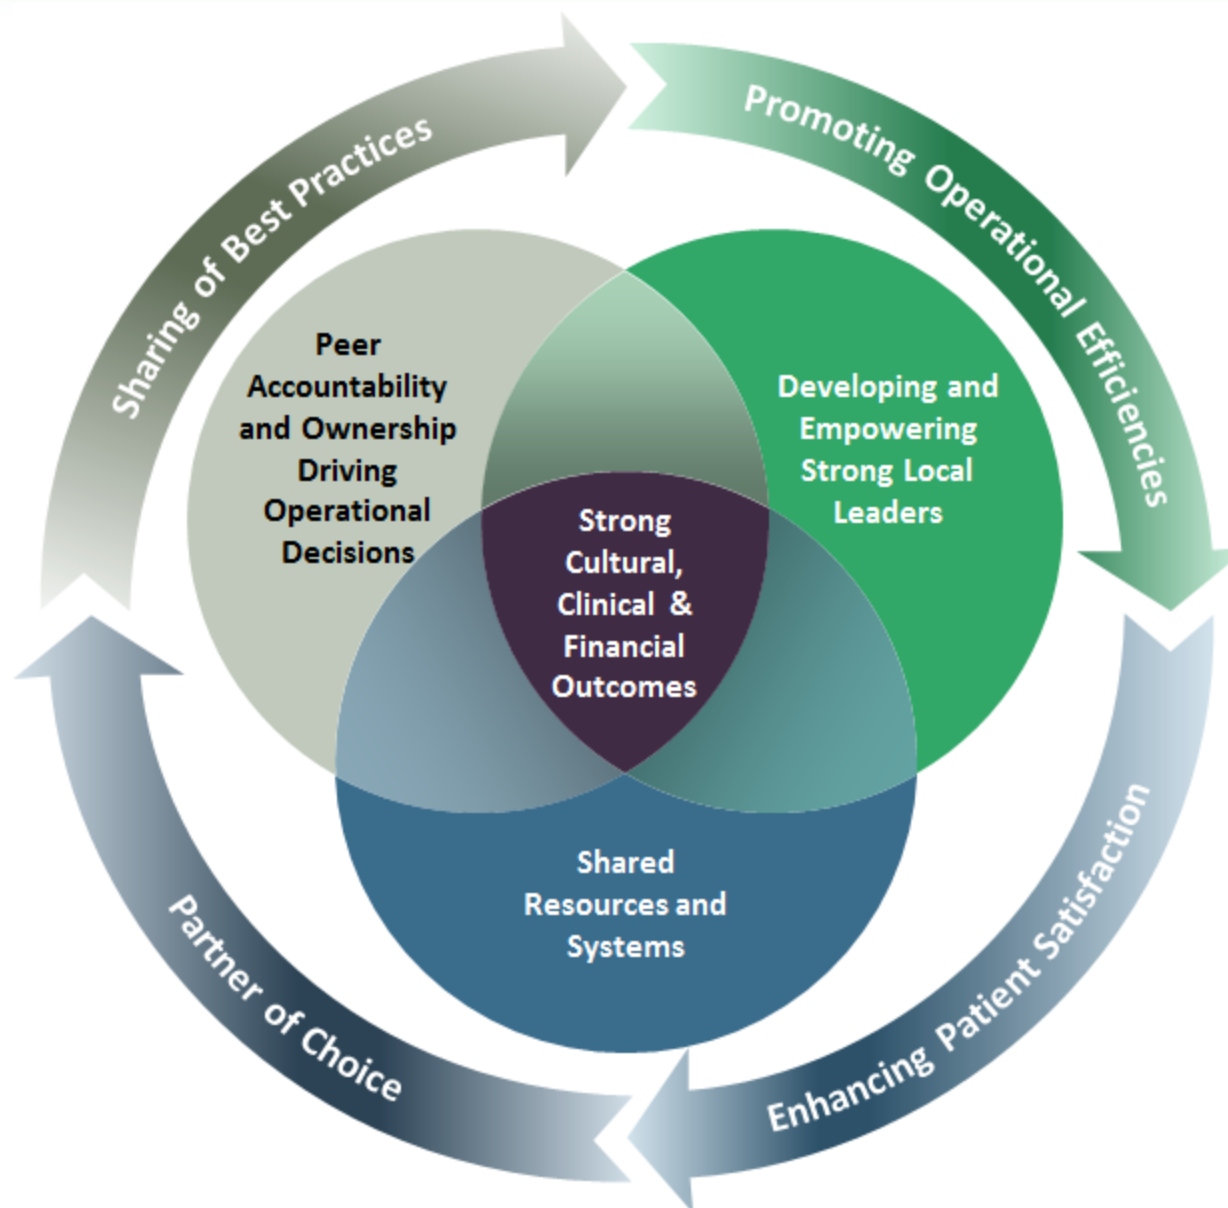 Sharing of Best Practices
Promoting Operational Efficiencies
Peer
Accountability
and Ownership
Driving
Operational
Decisions
Developing and
Empowering
Strong Local
Leaders
Strong
Cultural,
Clinical &
Financial
Outcomes
Shared
Resources and
Systems
Partner of Choice
Enhancing Patient Satisfaction